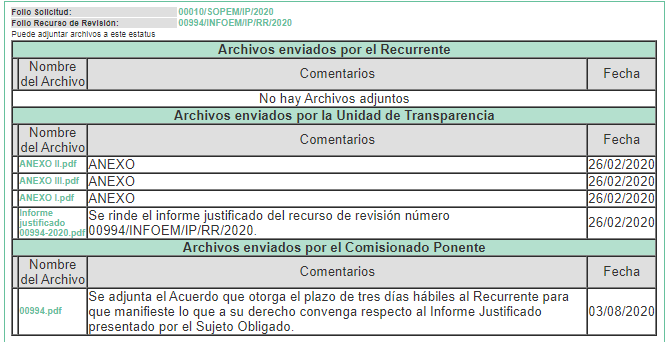 Folio Solicitud: 00010/SOPEM/IP/2020
Folio Recurso de Revisión: 00994/INFOEM/IP/RR/2020
Puede adjuntar archivos a este estatus
Archivos enviados por el Recurrente
Nombre del Archivo Comentarios Fecha
No hay Archivos adjuntos
Archivos enviados por la Unidad de Transparencia
Nombre del Archivo Comentarios Fecha
ANEXO II.pdf ANEXO 26/02/2020
ANEXO III.pdf ANEXO 26/02/2020
ANEXO I.pdf ANEXO 26/02/2020
Informe
justificado
00994-2020.pdf
Se rinde el informe justificado del recurso de revisión número
00994/INFOEM/IP/RR/2020.
26/02/2020
Archivos enviados por el Comisionado Ponente
Nombre del Archivo Comentarios Fecha
00994.pdf
Se adjunta el Acuerdo que otorga el plazo de tres días hábiles al Recurrente para
que manifieste lo que a su derecho convenga respecto al Informe Justificado
presentado por el Sujeto Obligado.
03/08/2020